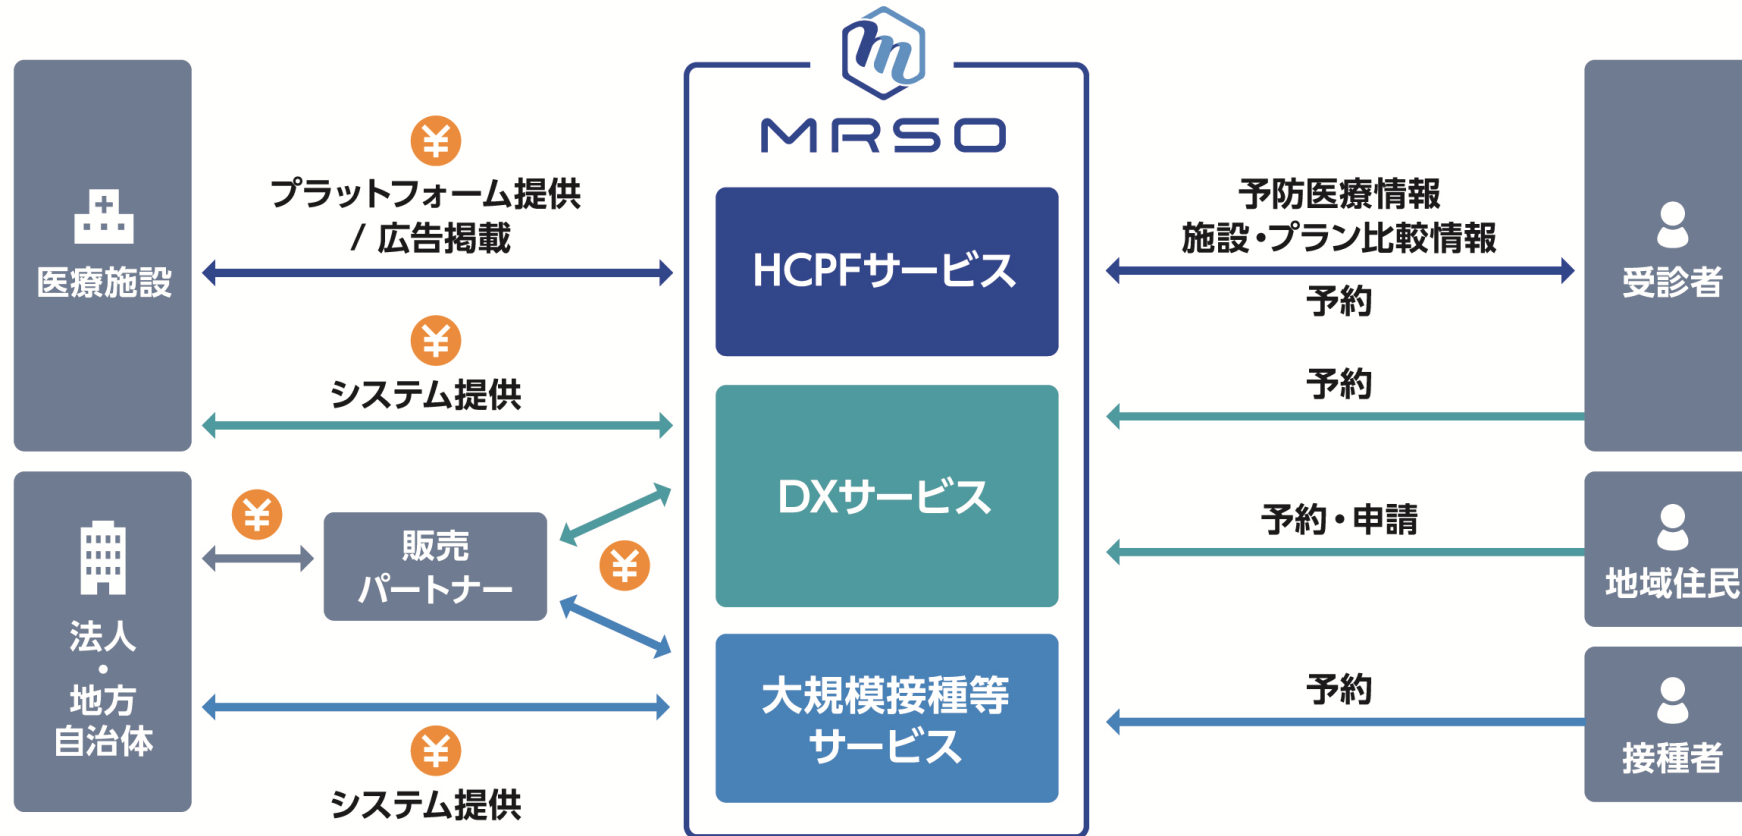 MRSO
¥
プラットフォーム提供
/ 広告掲載
医療施設
HCPFサービス
予防医療情報
施設・プラン比較情報
予約
受診者
¥
システム提供
DXサービス
予約
¥
販売
パートナー
¥
予約・申請
地域住民
法人
・
地方
自治体
¥
システム提供
大規模接種等
サービス
予約
接種者